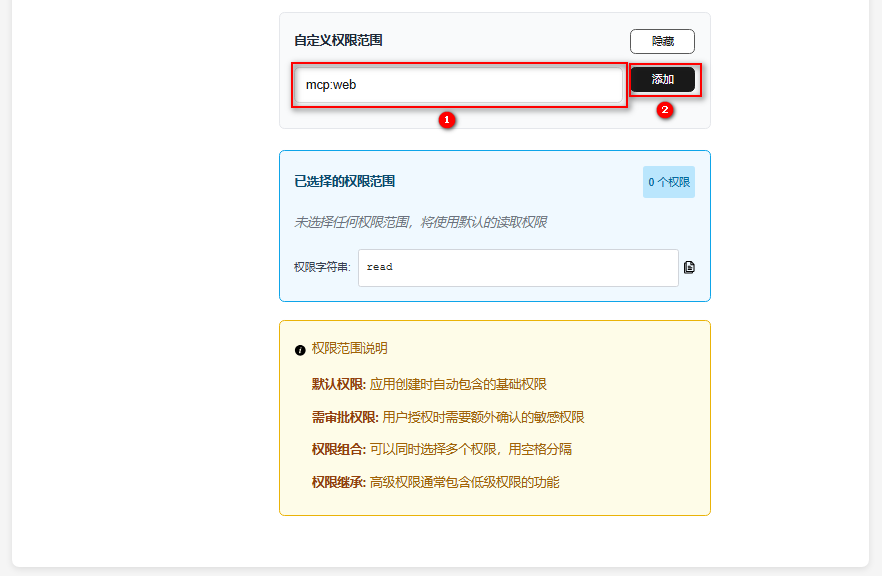 自定义权限范围
隐藏
mcp:web
添加
1
2
已选择的权限范围
0 个权限
未选择任何权限范围，将使用默认的读取权限
权限字符串:
read
权限范围说明
默认权限: 应用创建时自动包含的基础权限
需审批权限: 用户授权时需要额外确认的敏感权限
权限组合: 可以同时选择多个权限，用空格分隔
权限继承: 高级权限通常包含低级权限的功能